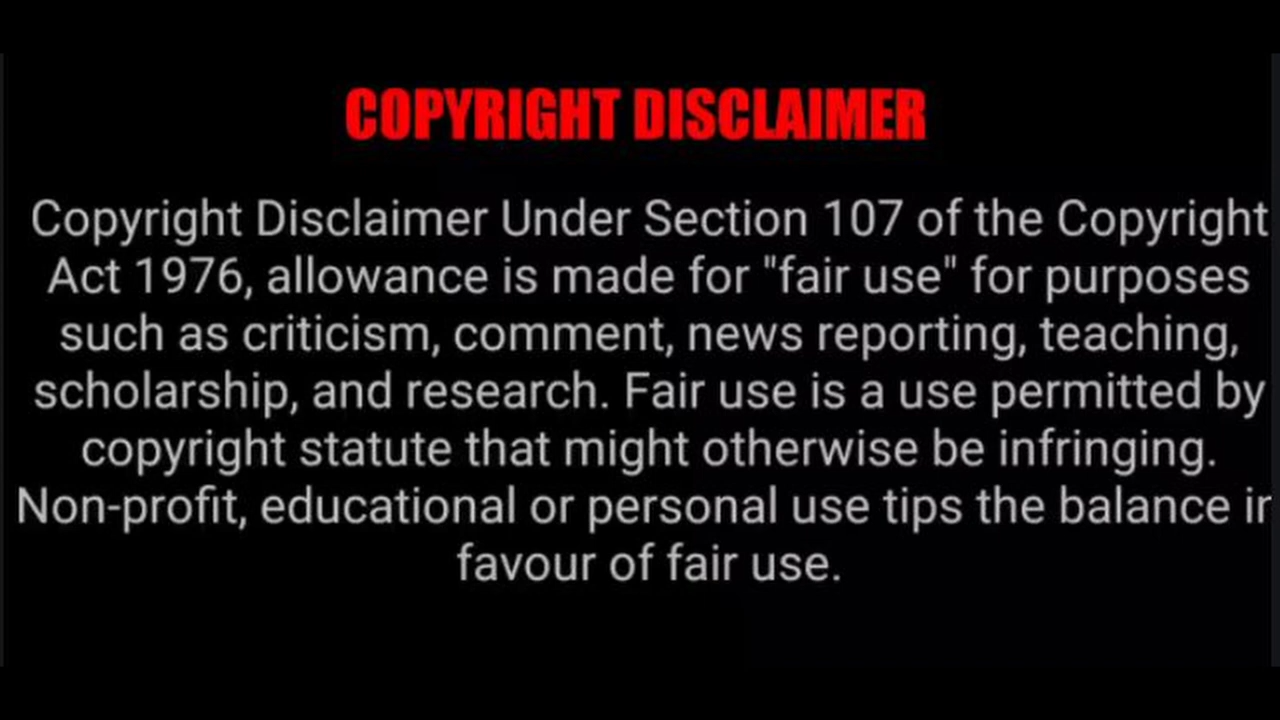 COPYRIGHT DISCLAIMER
Copyright Disclaimer Under Section 107 of the Copyright
Act 1976, allowance is made for "fair use" for purposes
such as criticism, comment, news reporting, teaching,
scholarship, and research. Fair use is a use permitted by
copyright statute that might otherwise be infringing.
Non-profit, educational or personal use tips the balance
favour of fair use.